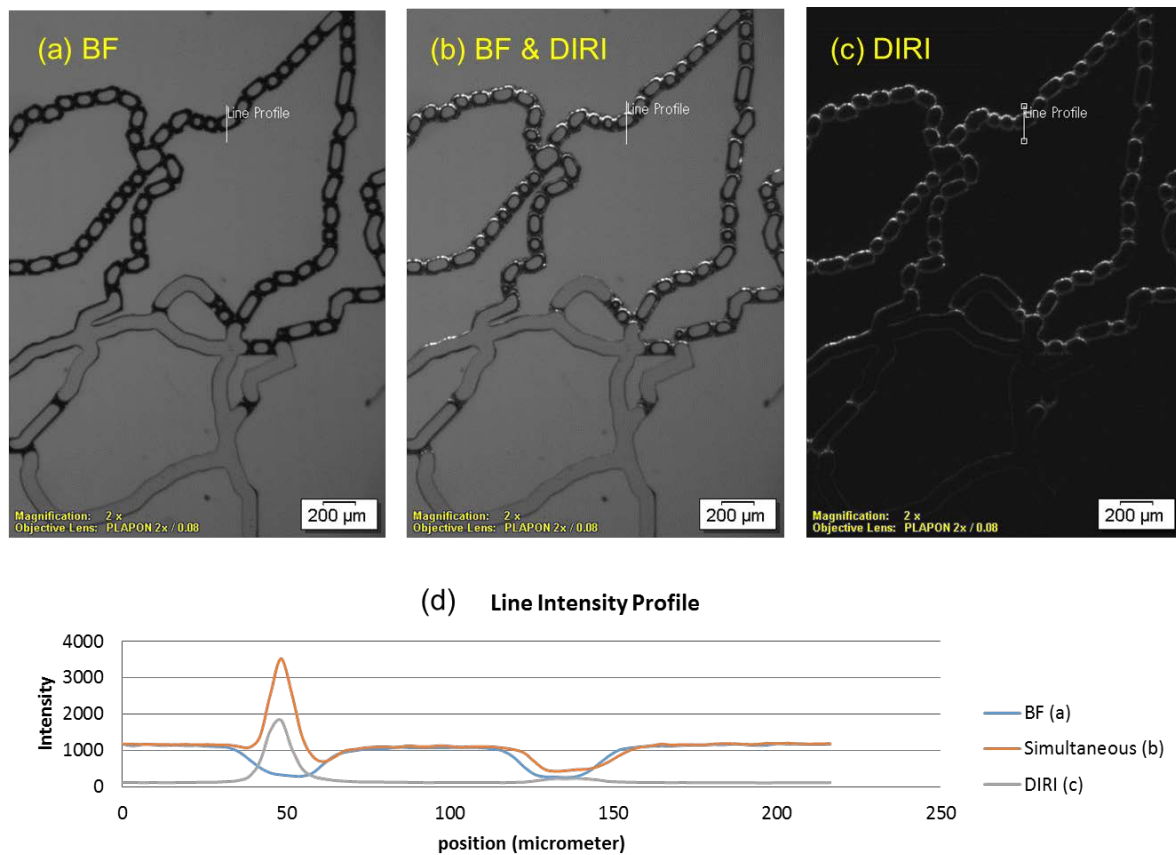 (a) BF
Line Profile
Magnification: 2 x
Objective Lens: PLAPON 2x / 0.08
200 µm
(b) BF & DIRI
Line Profile
Magnification: 2 x
Objective Lens: PLAPON 2x / 0.08
200 µm
(c) DIRI
Line Profile
Magnification: 2 x
Objective Lens: PLAPON 2x / 0.08
200 µm
(d) Line Intensity Profile
Intensity
4000
3000
2000
1000
0
0 50 100 150 200 250
position (micrometer)
BF (a)
Simultaneous (b)
DIRI (c)